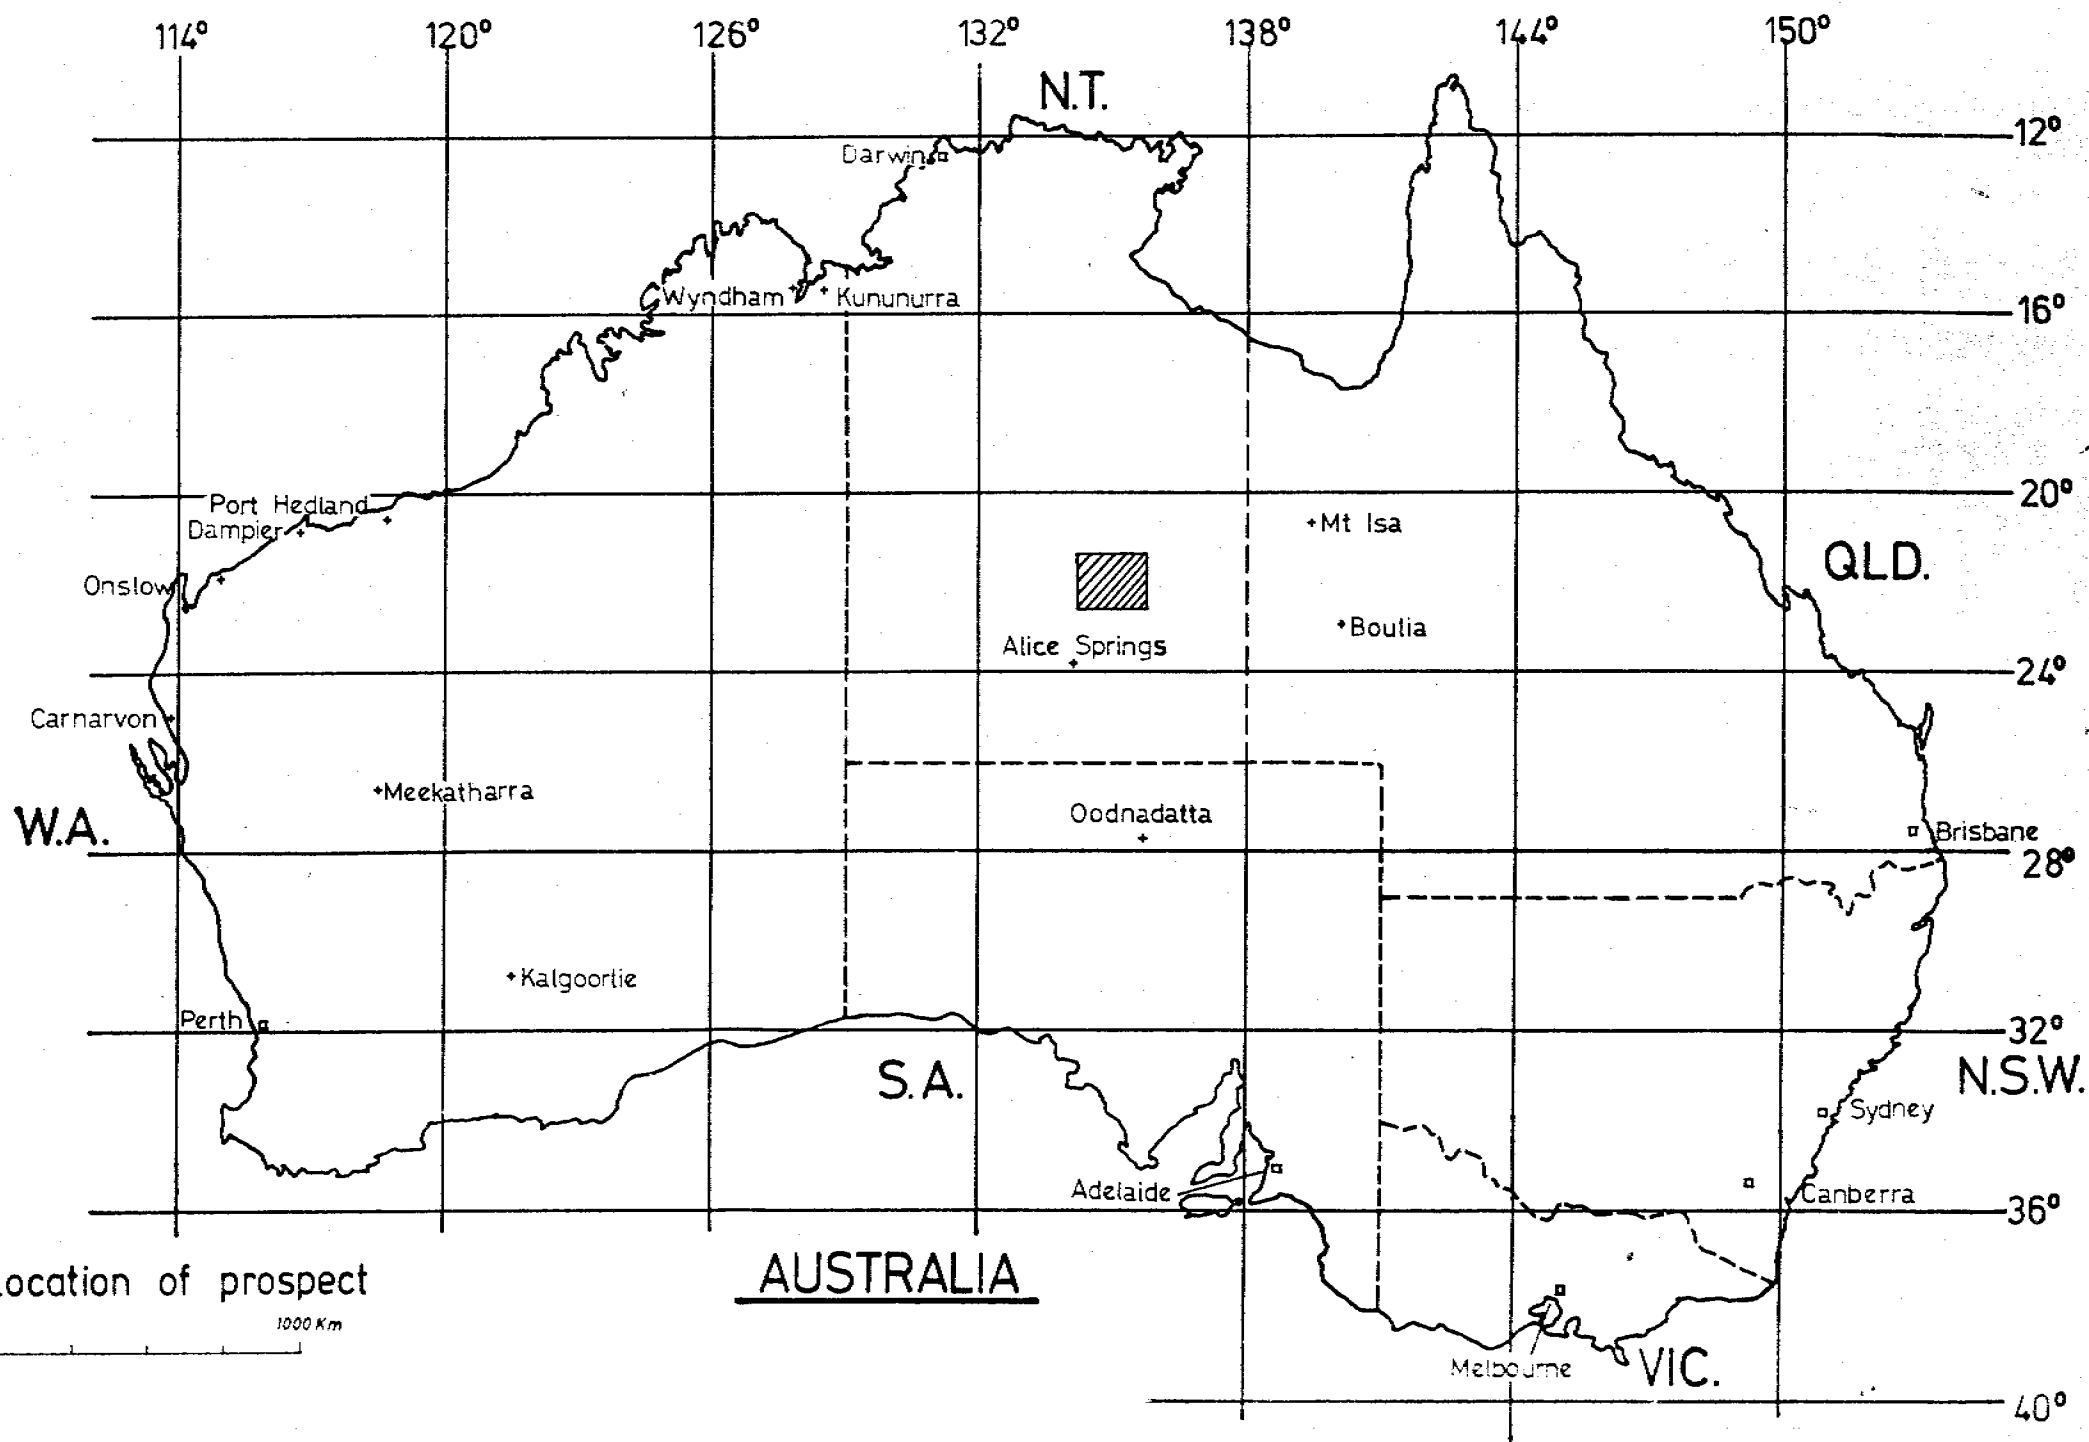 114° 120° 126° 132° 138° 144° 150°
N.T.
12°
Darwin
Wyndham Kununurra
16°
20°
Port Hedland
Dampier
Mt Isa
QLD.
Onslow
Boulia
Alice Springs
24°
Carnarvon
Meekatharra
Oodnadatta
W.A.
Brisbane
28°
Kalgoorlie
Perth
32°
S.A.
N.S.W.
Sydney
Adelaide
Canberra
36°
AUSTRALIA
Location of prospect
1000 Km
Melbourne
VIC.
40°